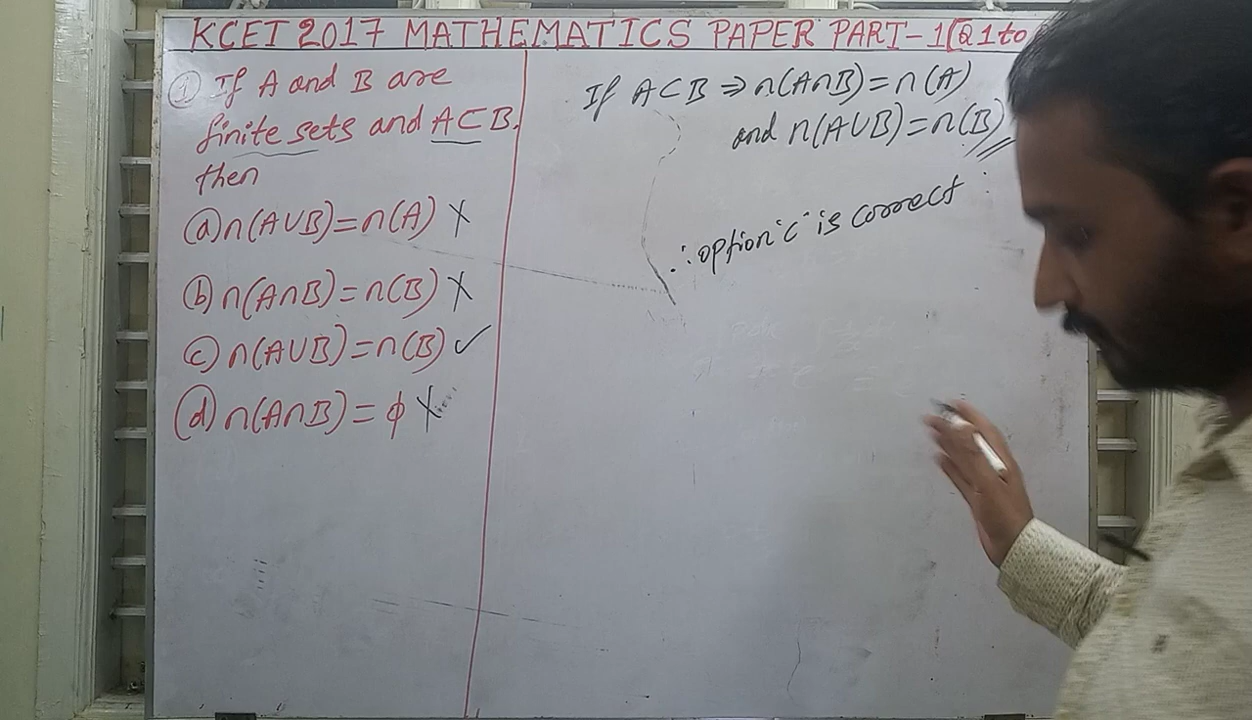 KCET 2017 MATHEMATICS PAPER PART-1[Q1 to
① If A and B are
finite sets and A⊂B.
then
ⓐ n(A∪B)=n(A) X
ⓑ n(A∩B)=n(B) X
ⓒ n(A∪B)=n(B) ✓
ⓓ n(A∩B)= ϕ X
If A⊂B ⇒ n(A∩B)=n(A)
and n(A∪B)=n(B)//
∴ option 'c' is correct